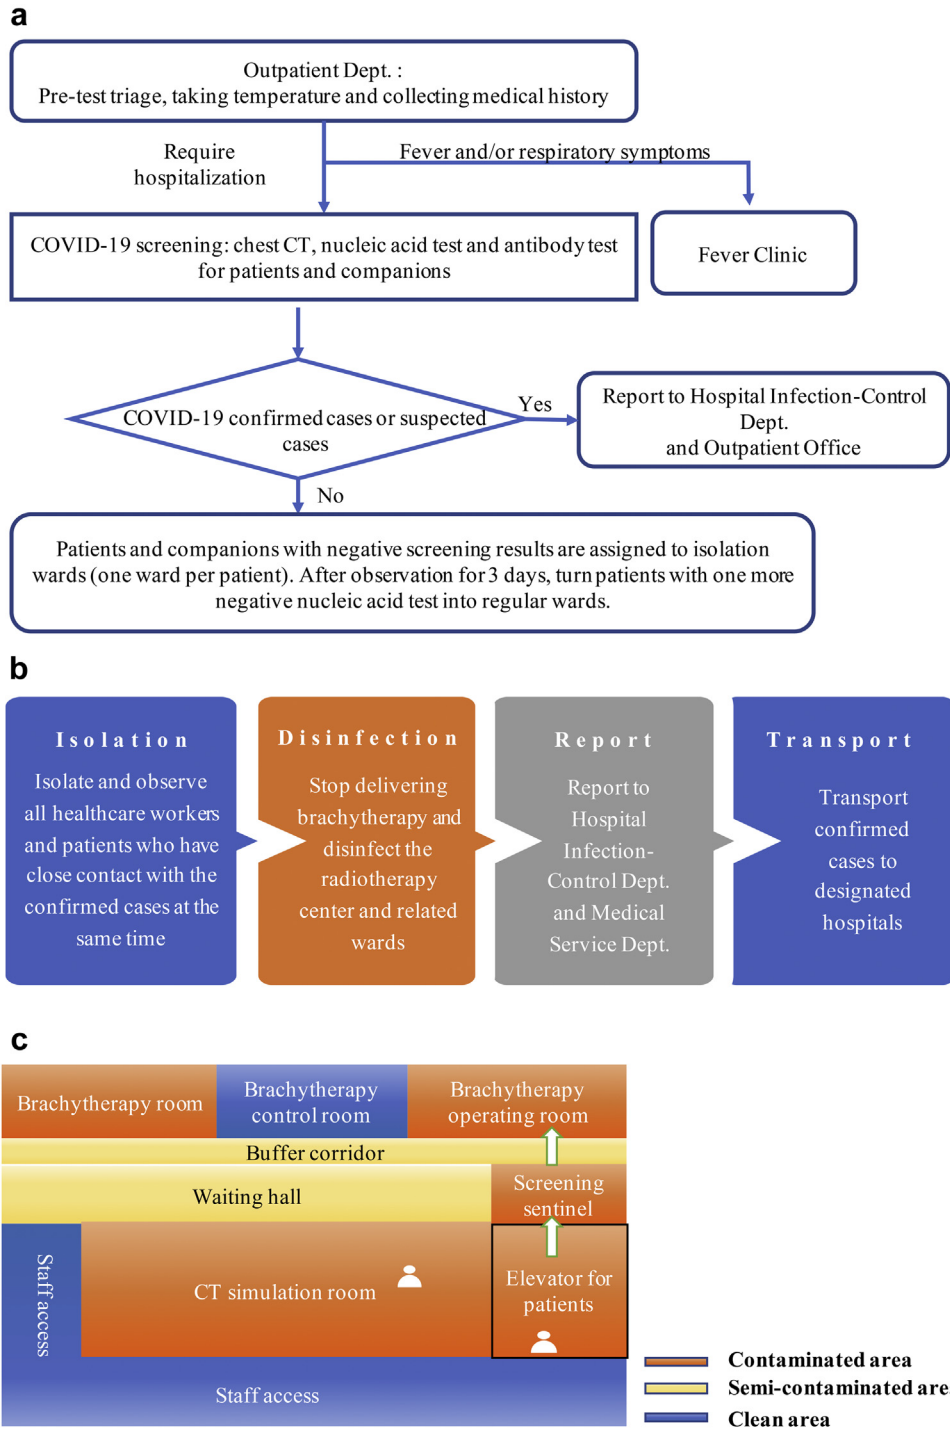 a
Outpatient Dept. :
Pre-test triage, taking temperature and collecting medical history
Require
hospitalization
Fever and/or respiratory symptoms
COVID-19 screening: chest CT, nucleic acid test and antibody test
for patients and companions
Fever Clinic
COVID-19 confirmed cases or suspected
cases
Yes
Report to Hospital Infection-Control
Dept.
and Outpatient Office
No
Patients and companions with negative screening results are assigned to isolation
wards (one ward per patient). After observation for 3 days, turn patients with one more
negative nucleic acid test into regular wards.
b
Isolation
Isolate and observe
all healthcare workers
and patients who have
close contact with the
confirmed cases at the
same time
Disinfection
Stop delivering
brachytherapy and
disinfect the
radiotherapy
center and related
wards
Report
Report to
Hospital
Infection-
Control Dept.
and Medical
Service Dept.
Transport
Transport
confirmed
cases to
designated
hospitals
c
Brachytherapy room
Brachytherapy
control room
Brachytherapy
operating room
Buffer corridor
Waiting hall
Screening
sentinel
Staff access
CT simulation room
Elevator for
patients
Staff access
Contaminated area
Semi-contaminated are
Clean area